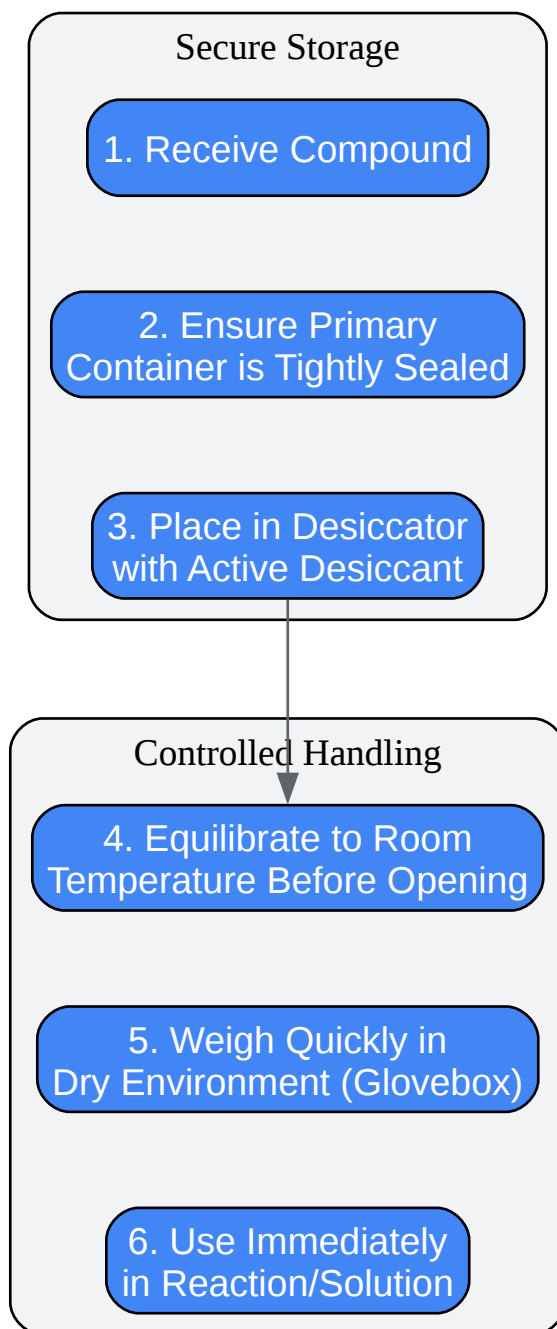 Secure Storage
1. Receive Compound
2. Ensure Primary
Container is Tightly Sealed
3. Place in Desiccator
with Active Desiccant
Controlled Handling
4. Equilibrate to Room
Temperature Before Opening
5. Weigh Quickly in
Dry Environment (Glovebox)
6. Use Immediately
in Reaction/Solution